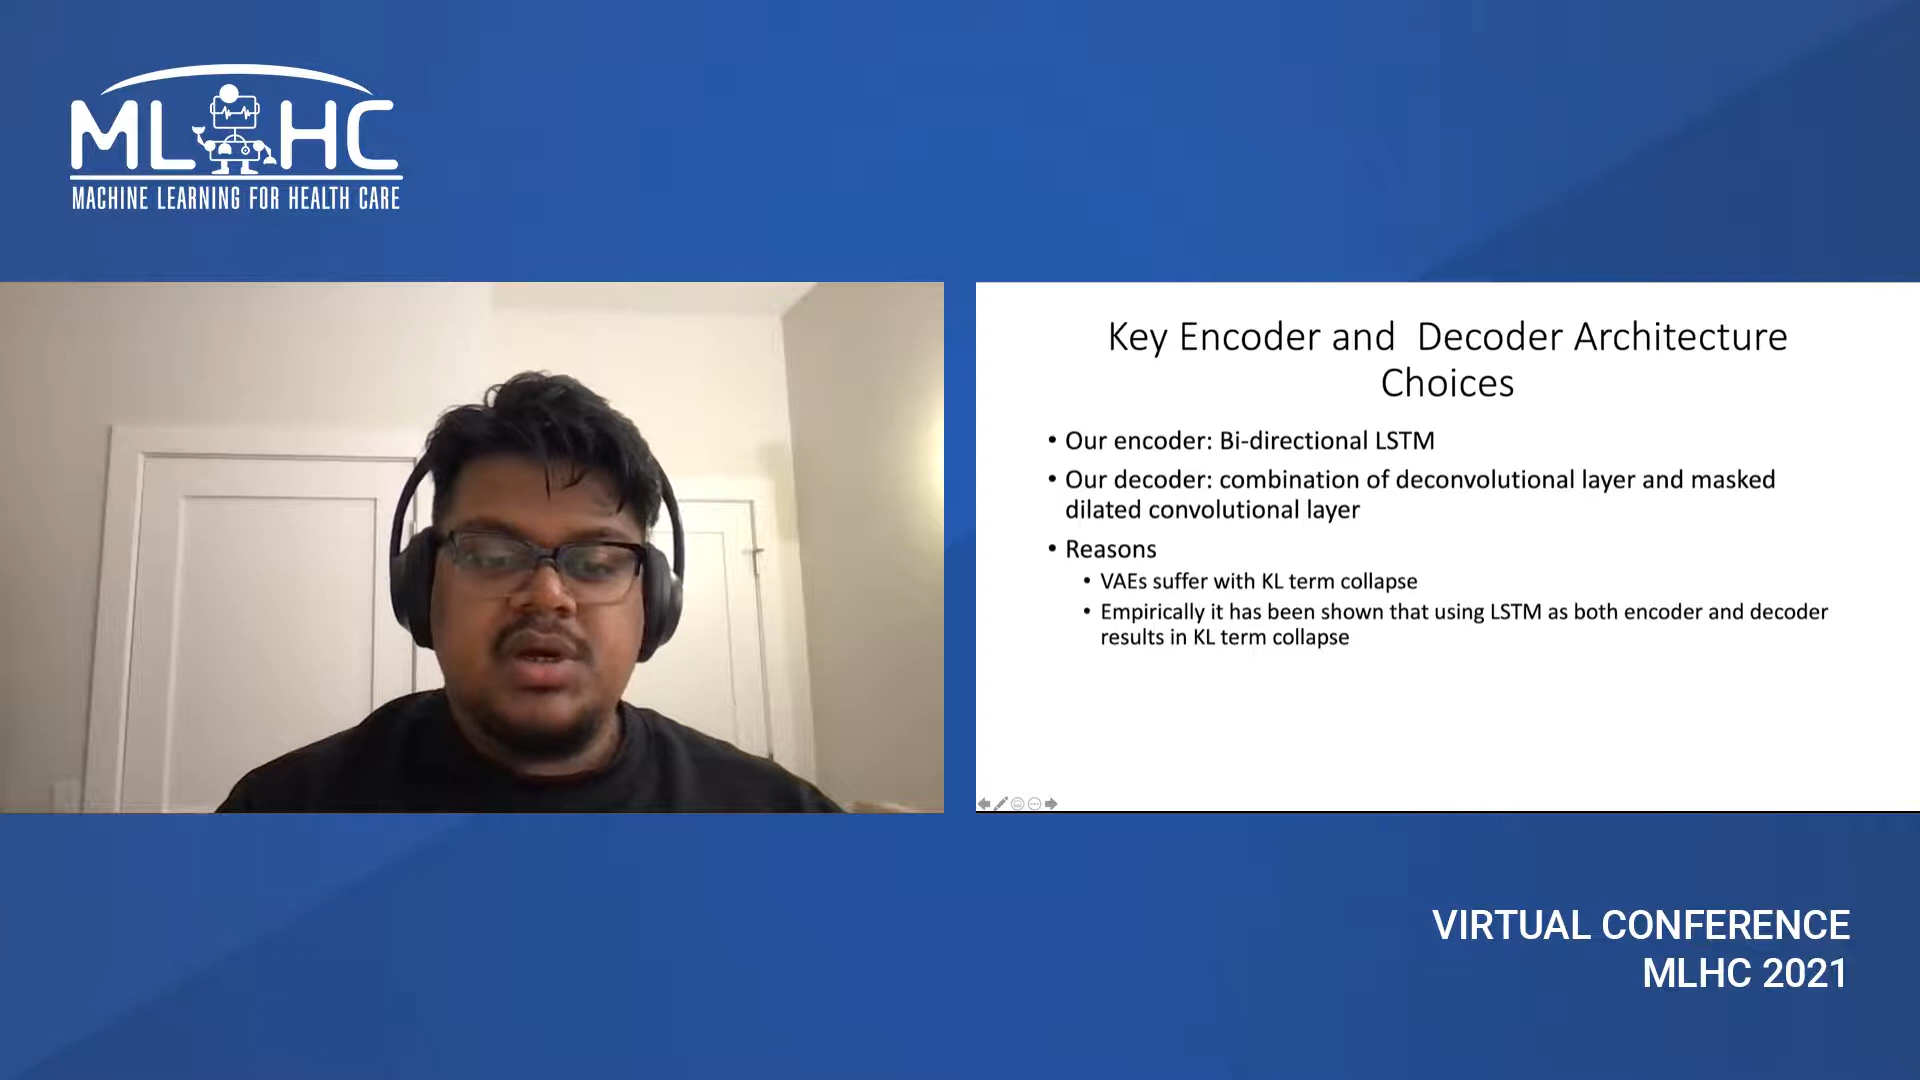 ML HC
MACHINE LEARNING FOR HEALTH CARE
Key Encoder and Decoder Architecture
Choices
• Our encoder: Bi-directional LSTM
• Our decoder: combination of deconvolutional layer and masked
dilated convolutional layer
• Reasons
• VAEs suffer with KL term collapse
• Empirically it has been shown that using LSTM as both encoder and decoder
results in KL term collapse
VIRTUAL CONFERENCE
MLHC 2021